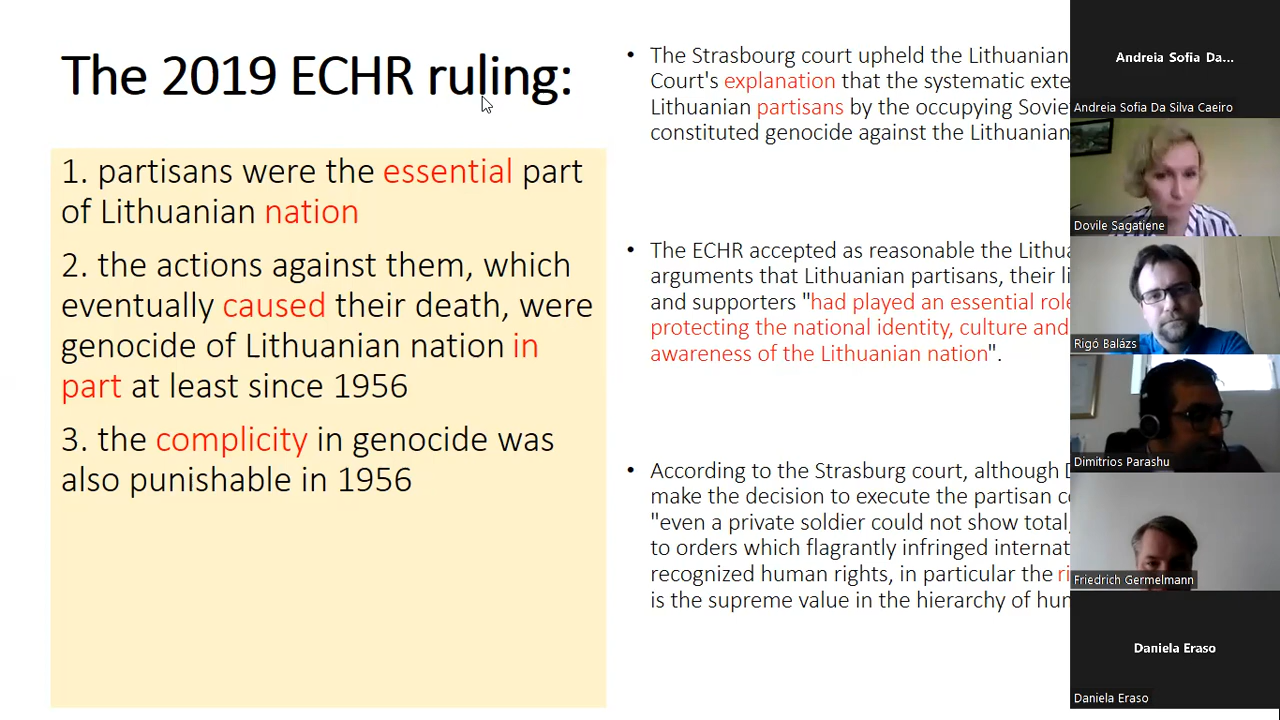 The 2019 ECHR ruling:
1. partisans were the essential part
of Lithuanian nation
2. the actions against them, which
eventually caused their death, were
genocide of Lithuanian nation in
part at least since 1956
3. the complicity in genocide was
also punishable in 1956
• The Strasbourg court upheld the Lithuanian
Court's explanation that the systematic exte
Lithuanian partisans by the occupying Sovie
constituted genocide against the Lithuanian
• The ECHR accepted as reasonable the Lithua
arguments that Lithuanian partisans, their li
and supporters "had played an essential role
protecting the national identity, culture and
awareness of the Lithuanian nation".
• According to the Strasburg court, although
make the decision to execute the partisan co
"even a private soldier could not show total,
to orders which flagrantly infringed internat
recognized human rights, in particular the ri
is the supreme value in the hierarchy of hum
Andreia Sofia Da...
Andreia Sofia Da Silva Caeiro
Dovile Sagatiene
Rigó Balázs
Dimitrios Parashu
Friedrich Germelmann
Daniela Eraso
Daniela Eraso